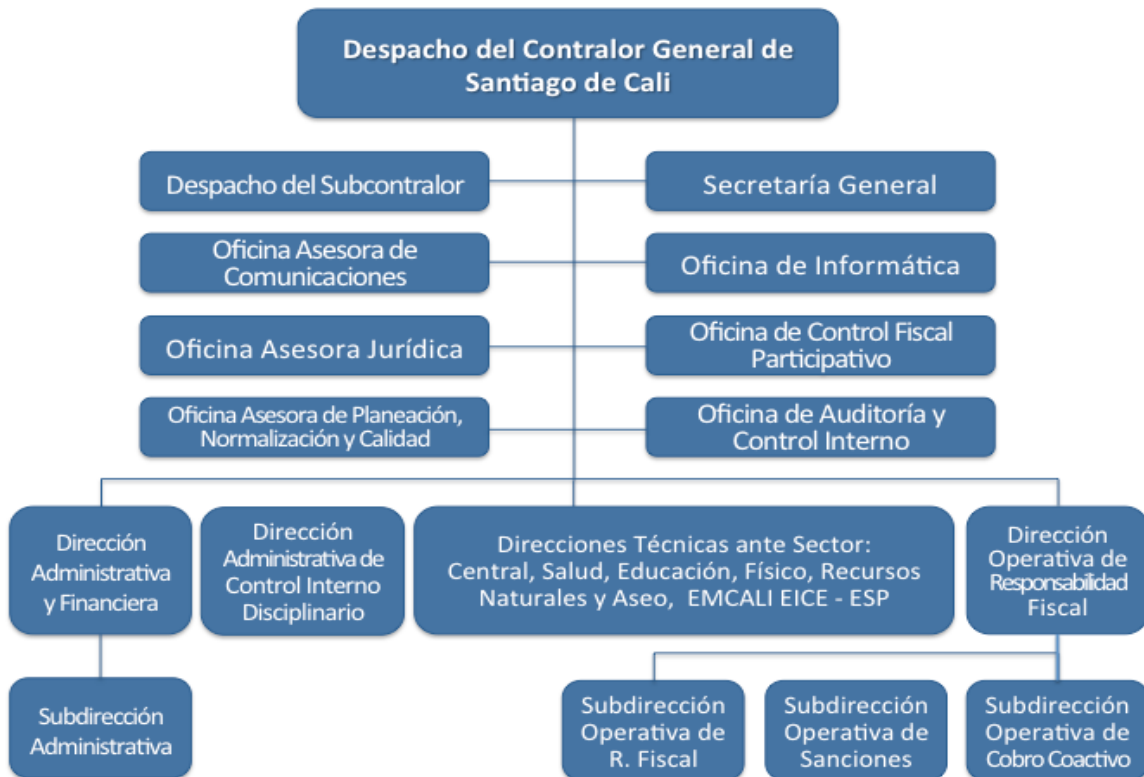 Despacho del Contralor General de
Santiago de Cali
Despacho del Subcontralor
Secretaría General
Oficina Asesora de
Comunicaciones
Oficina de Informática
Oficina Asesora Jurídica
Oficina de Control Fiscal
Participativo
Oficina Asesora de Planeación,
Normalización y Calidad
Oficina de Auditoría y
Control Interno
Dirección
Administrativa
y Financiera
Dirección
Administrativa de
Control Interno
Disciplinario
Direcciones Técnicas ante Sector:
Central, Salud, Educación, Físico, Recursos
Naturales y Aseo, EMCALI EICE - ESP
Dirección
Operativa de
Responsabilidad
Fiscal
Subdirección
Administrativa
Subdirección
Operativa de
R. Fiscal
Subdirección
Operativa de
Sanciones
Subdirección
Operativa de
Cobro Coactivo